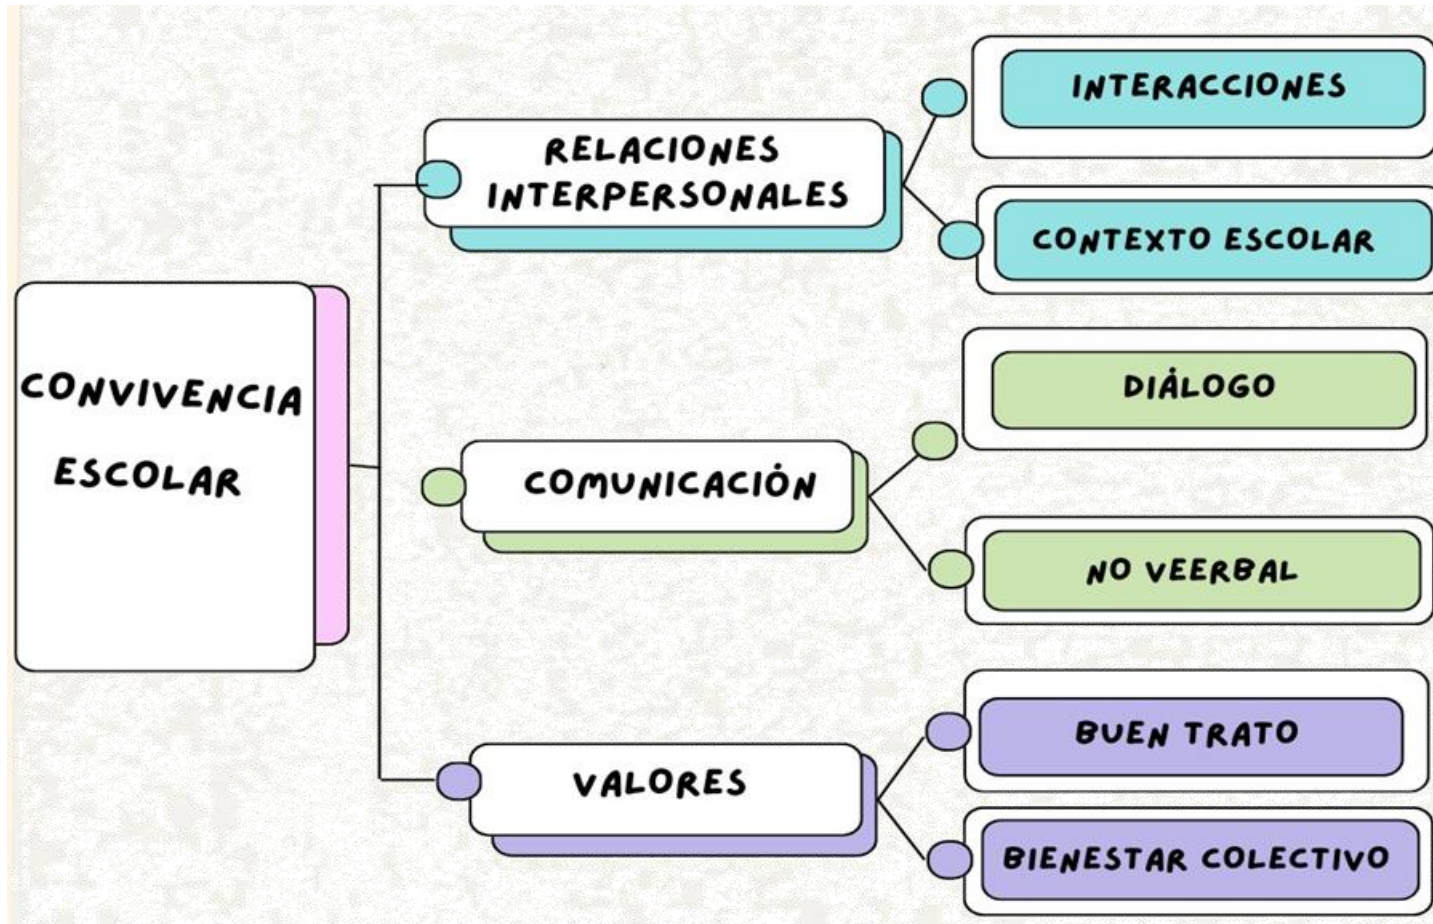 CONVIVENCIA
ESCOLAR
RELACIONES
INTERPERSONALES
INTERACCIONES
CONTEXTO ESCOLAR
COMUNICACIÓN
DIÁLOGO
NO VEERBAL
VALORES
BUEN TRATO
BIENESTAR COLECTIVO